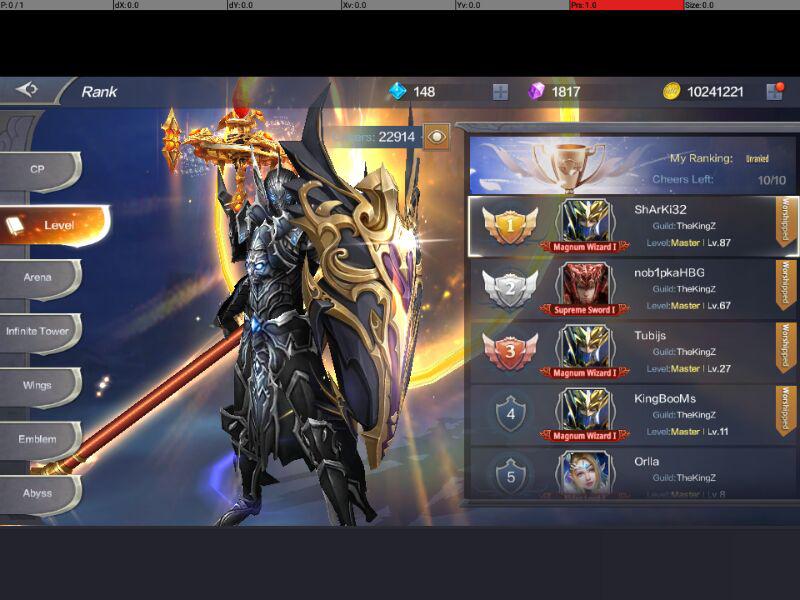 P: 0 / 1 dX: 0.0 dY: 0.0 Xv: 0.0 Yv: 0.0 Prs: 1.0 Size: 0.0
Rank 148 1817 10241221
22914
CP
Level
Arena
Infinite Tower
Wings
Emblem
Abyss
My Ranking: Unranked
Cheers Left: 10/10
1
Magnum Wizard I
ShArKi32
Guild:TheKingZ
Level:Master | Lv.87
Worshipped
2
Supreme Sword I
nob1pkaHBG
Guild:TheKingZ
Level:Master | Lv.67
Worshipped
3
Magnum Wizard I
Tubijs
Guild:TheKingZ
Level:Master | Lv.27
Worshipped
4
Magnum Wizard I
KingBooMs
Guild:TheKingZ
Level:Master | Lv.11
Worshipped
5
Orlla
Guild:TheKingZ
Level:Master | Lv.8